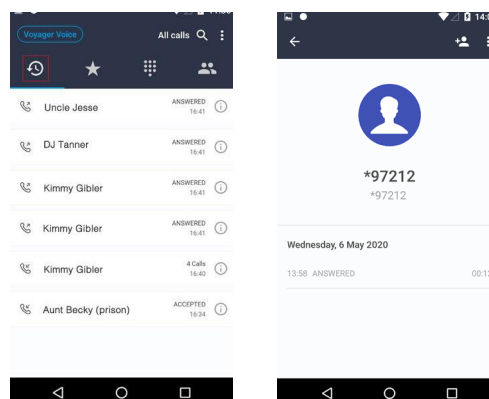 Voyager Voice
All calls
Uncle Jesse
ANSWERED
16:41
DJ Tanner
ANSWERED
16:41
Kimmy Gibler
ANSWERED
16:41
Kimmy Gibler
ANSWERED
16:41
Kimmy Gibler
4 Calls
16:40
Aunt Becky (prison)
ACCEPTED
16:34
*97212
*97212
Wednesday, 6 May 2020
13:58 ANSWERED